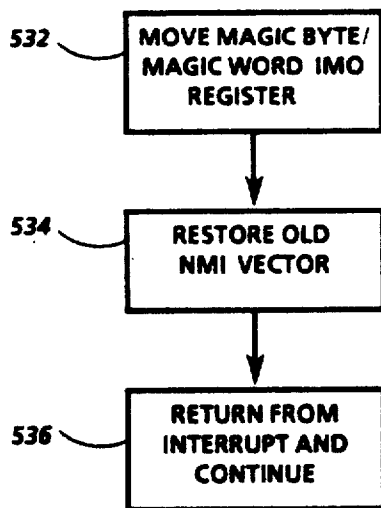 532
MOVE MAGIC BYTE/
MAGIC WORD IMO
REGISTER
534
RESTORE OLD
NMI VECTOR
536
RETURN FROM
INTERRUPT AND
CONTINUE